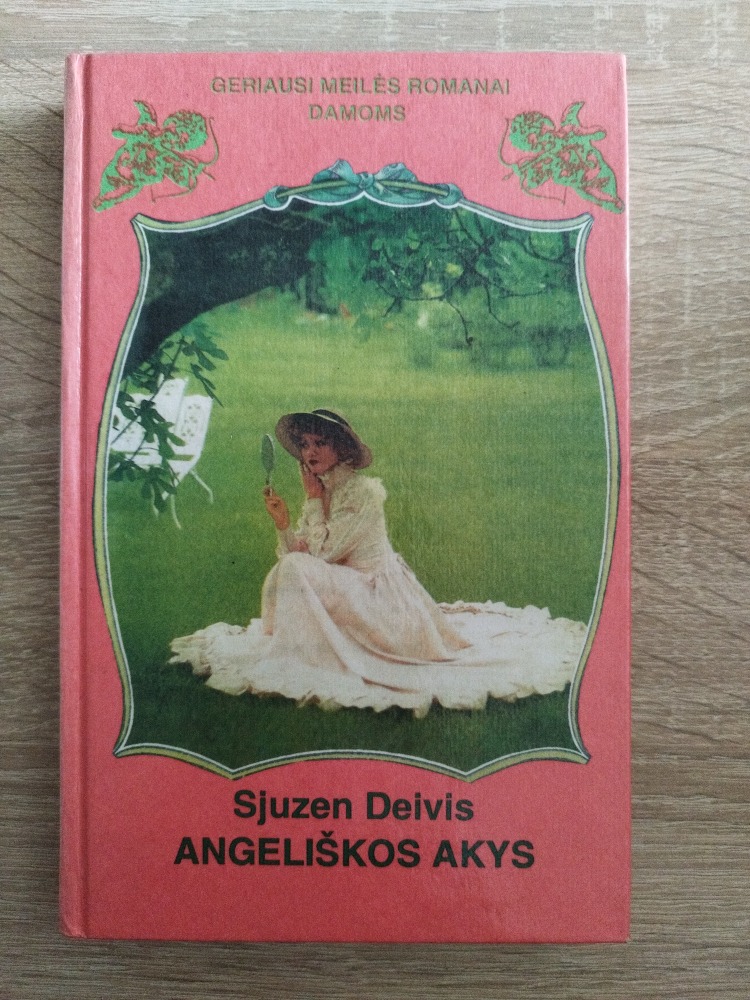 GERIAUSI MEILĖS ROMANAI
DAMOMS
Sjuzen Deivis
ANGELIŠKOS AKYS